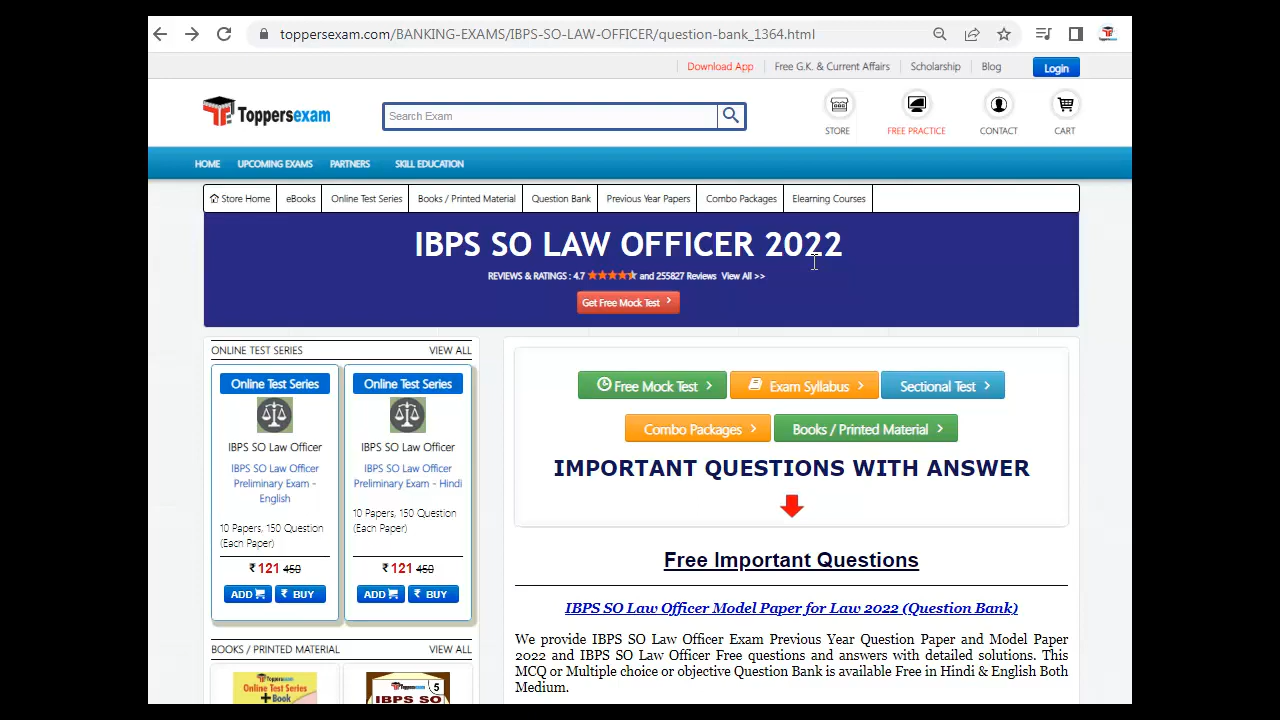 toppersexam.com/BANKING-EXAMS/IBPS-SO-LAW-OFFICER/question-bank_1364.html
Download App Free G.K. & Current Affairs Scholarship Blog Login
Toppersexam
Search Exam
STORE FREE PRACTICE CONTACT CART
HOME UPCOMING EXAMS PARTNERS SKILL EDUCATION
Store Home eBooks Online Test Series Books / Printed Material Question Bank Previous Year Papers Combo Packages Elearning Courses
IBPS SO LAW OFFICER 2022
REVIEWS & RATINGS : 4.7 and 255827 Reviews View All >>
Get Free Mock Test
ONLINE TEST SERIES VIEW ALL
Online Test Series
IBPS SO Law Officer
IBPS SO Law Officer
Preliminary Exam -
English
10 Papers, 150 Question
(Each Paper)
₹ 121 450
ADD ₹ BUY
Online Test Series
IBPS SO Law Officer
IBPS SO Law Officer
Preliminary Exam - Hindi
10 Papers, 150 Question
(Each Paper)
₹ 121 450
ADD ₹ BUY
BOOKS / PRINTED MATERIAL VIEW ALL
Toppersexam
Online Test Series
+Book
Toppersexam 5
IBPS SO
Free Mock Test Exam Syllabus Sectional Test
Combo Packages Books / Printed Material
IMPORTANT QUESTIONS WITH ANSWER
Free Important Questions
IBPS SO Law Officer Model Paper for Law 2022 (Question Bank)
We provide IBPS SO Law Officer Exam Previous Year Question Paper and Model Paper
2022 and IBPS SO Law Officer Free questions and answers with detailed solutions. This
MCQ or Multiple choice or objective Question Bank is available Free in Hindi & English Both
Medium.